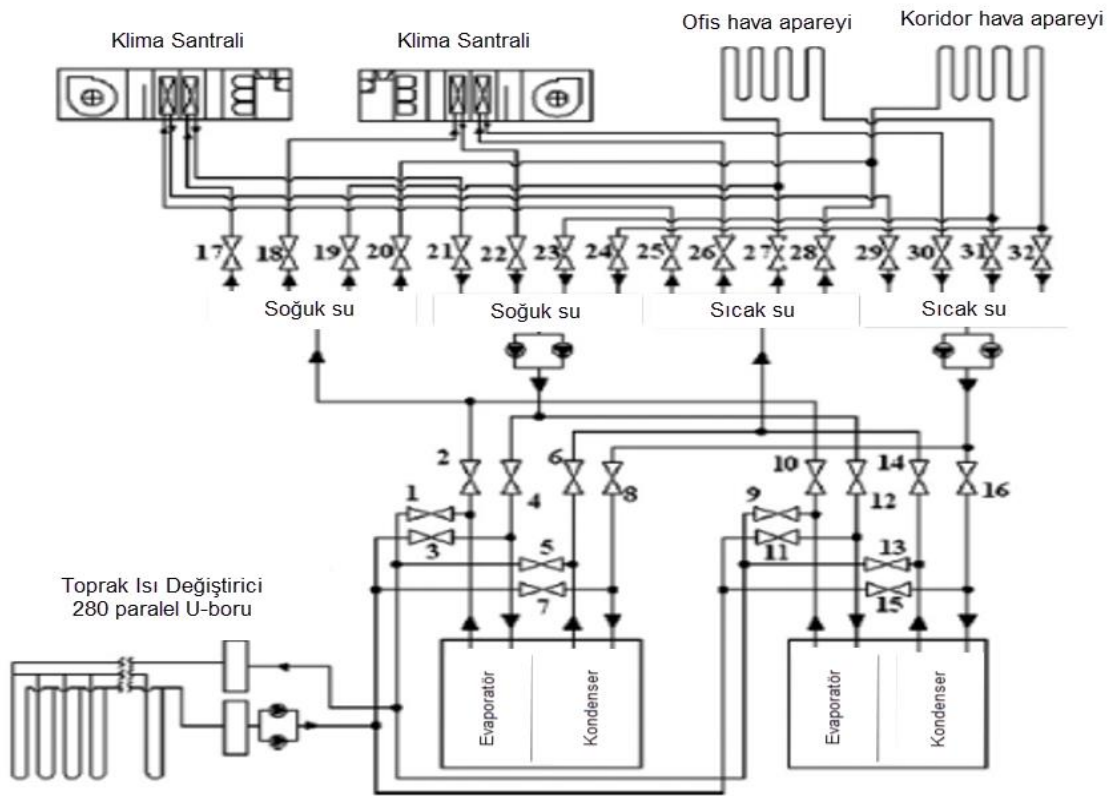 Klima Santrali
Klima Santrali
Ofis hava apareyi
Koridor hava apareyi
17 18 19 20 21 22 23 24 25 26 27 28 29 30 31 32
Soğuk su
Soğuk su
Sıcak su
Sıcak su
2
4
6
8
10
12
14
16
1
3
5
7
9
11
13
15
Toprak Isı Değiştirici
280 paralel U-boru
Evaporatör
Kondenser
Evaporatör
Kondenser